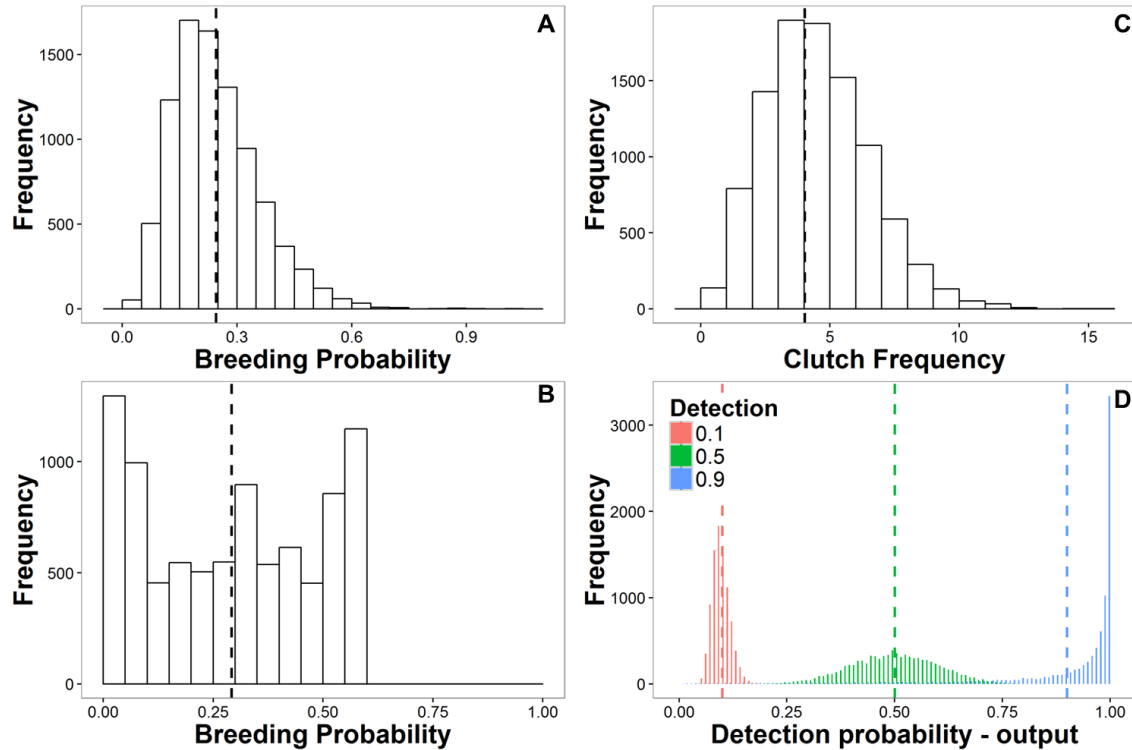 A
Frequency
1500
1000
500
0
0.0 0.3 0.6 0.9
Breeding Probability
C
Frequency
1500
1000
500
0
0 5 10 15
Clutch Frequency
B
Frequency
1000
500
0
0.00 0.25 0.50 0.75 1.00
Breeding Probability
D
Detection
0.1
0.5
0.9
Frequency
3000
2000
1000
0
0.00 0.25 0.50 0.75 1.00
Detection probability - output